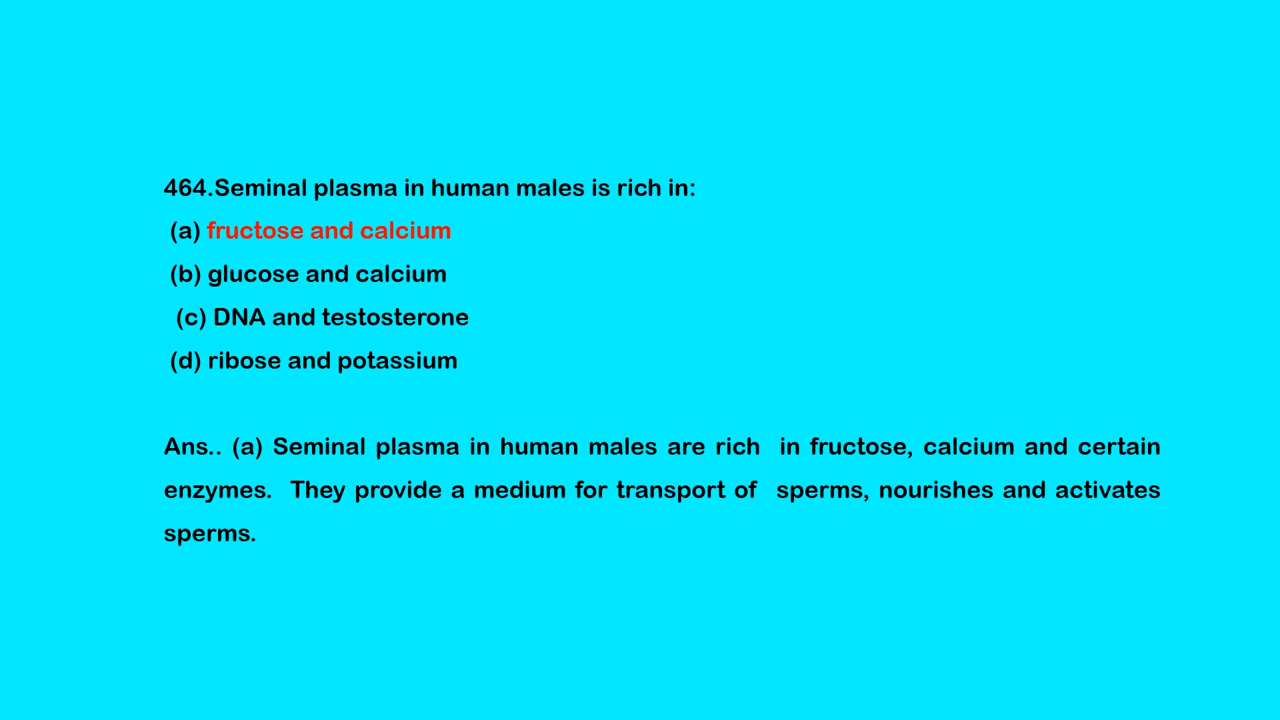 464.Seminal plasma in human males is rich in:
(a) fructose and calcium
(b) glucose and calcium
(c) DNA and testosterone
(d) ribose and potassium
Ans.. (a) Seminal plasma in human males are rich in fructose, calcium and certain
enzymes. They provide a medium for transport of sperms, nourishes and activates
sperms.